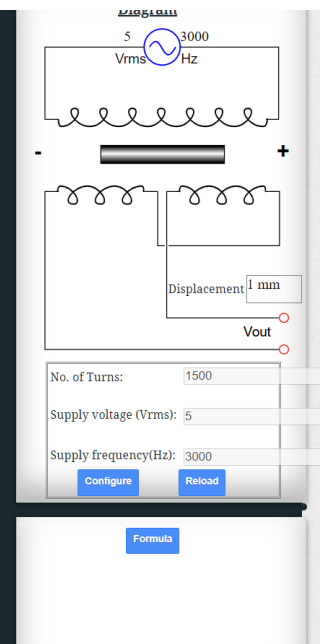 Diagram
5 3000
Vrms Hz
- +
Displacement 1 mm
Vout
No. of Turns: 1500
Supply voltage (Vrms): 5
Supply frequency(Hz): 3000
Configure Reload
Formula